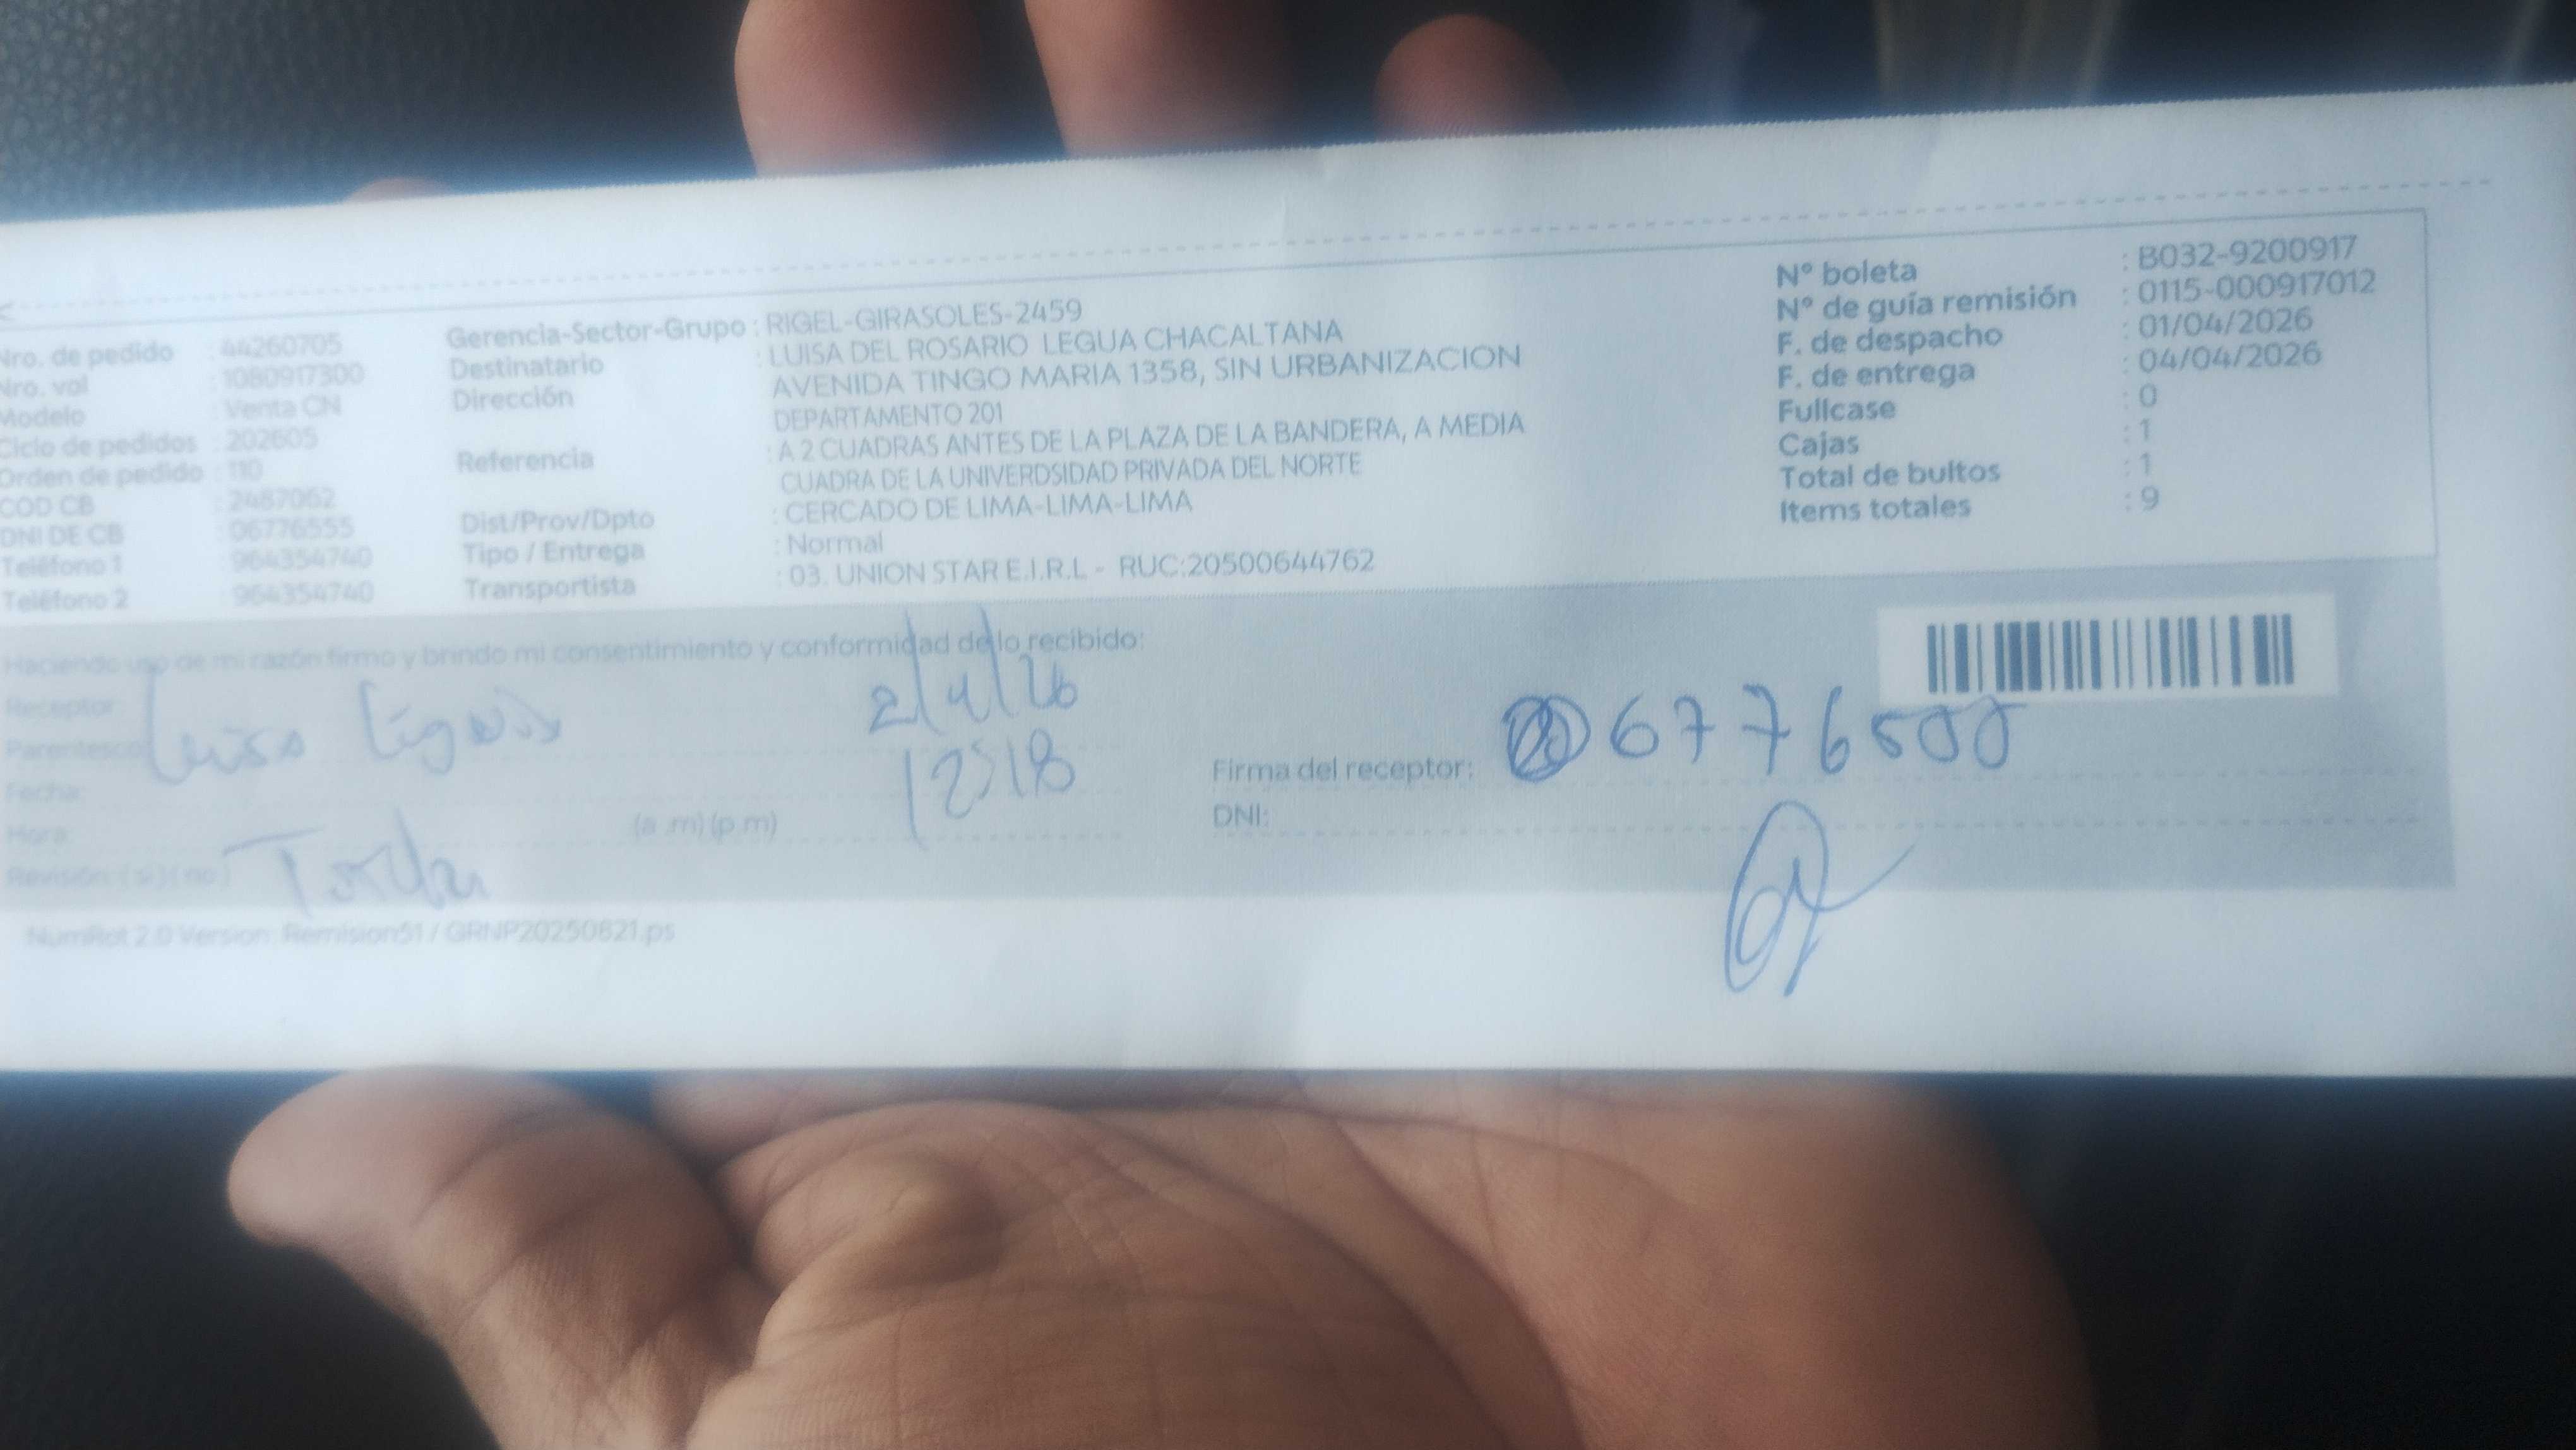 Nro. de pedido : 44260705
Nro. vol : 1080917300
Modelo : Venta CN
Ciclo de pedidos : 202605
Orden de pedido : 110
COD CB : 2487062
DNI DE CB : 06776555
Teléfono 1 : 964354740
Teléfono 2 : 964354740
Gerencia-Sector-Grupo : RIGEL-GIRASOLES-2459
Destinatario : LUISA DEL ROSARIO LEGUA CHACALTANA
Dirección AVENIDA TINGO MARIA 1358, SIN URBANIZACION
DEPARTAMENTO 201
Referencia : A 2 CUADRAS ANTES DE LA PLAZA DE LA BANDERA, A MEDIA
CUADRA DE LA UNIVERDSIDAD PRIVADA DEL NORTE
Dist/Prov/Dpto : CERCADO DE LIMA-LIMA-LIMA
Tipo / Entrega : Normal
Transportista : 03. UNION STAR E.I.R.L - RUC:20500644762
Nº boleta : B032-9200917
Nº de guía remisión : 0115-000917012
F. de despacho : 01/04/2026
F. de entrega : 04/04/2026
Fullcase : 0
Cajas : 1
Total de bultos : 1
Items totales : 9
Haciendo uso de mi razón firmo y brindo mi consentimiento y conformidad de lo recibido:
Receptor:
Parentesco:
Luisa
2/4/26
Fecha:
12:18
Hora: (a.m) (p.m)
Revisión: (si) (no)
Firma del receptor: 67765
DNI:
NumRot 2.0 Version: Remision51 / GRNP20250821.ps